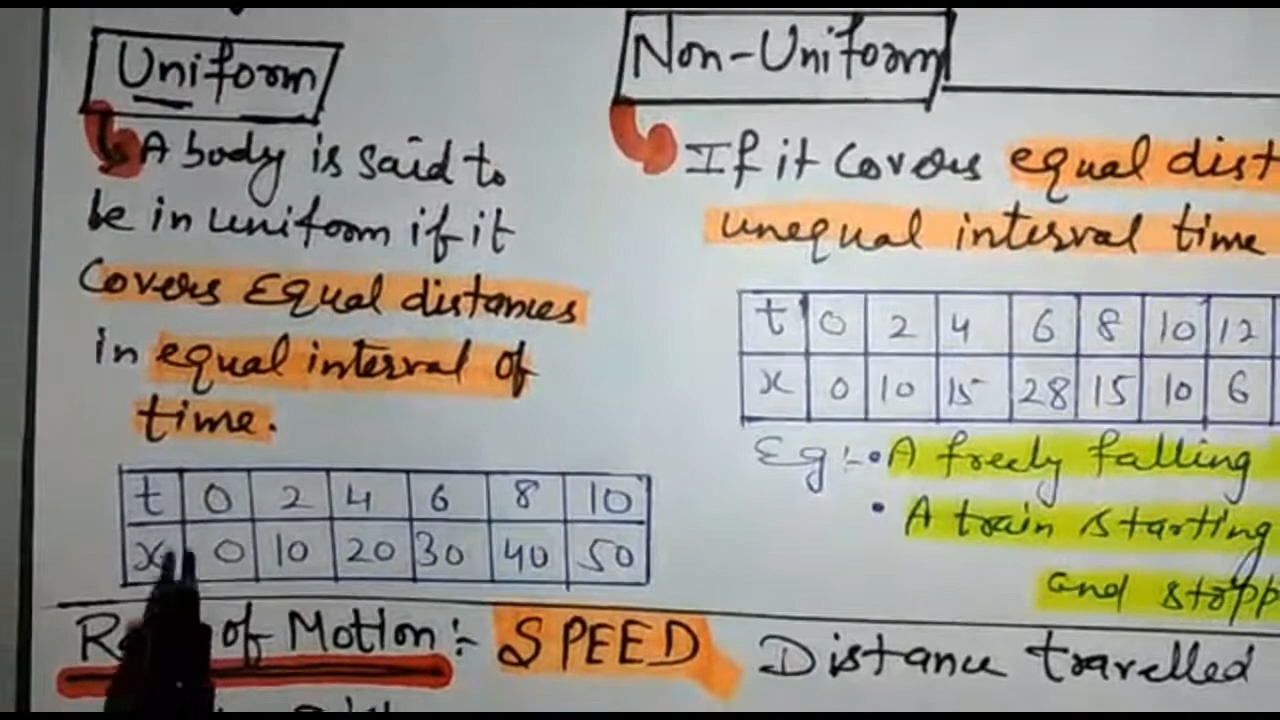 Uniform
A body is said to
be in uniform if it
Covers Equal distances
in equal interval of
time.
t 0 2 4 6 8 10
x 0 10 20 30 40 50
Non-Uniform
If it Covers equal dist
unequal interval time
t 0 2 4 6 8 10 12
x 0 10 15 28 15 10 6
Eg:- • A freely falling
• A train starting
and stopp
of Motion:- SPEED Distance travelled